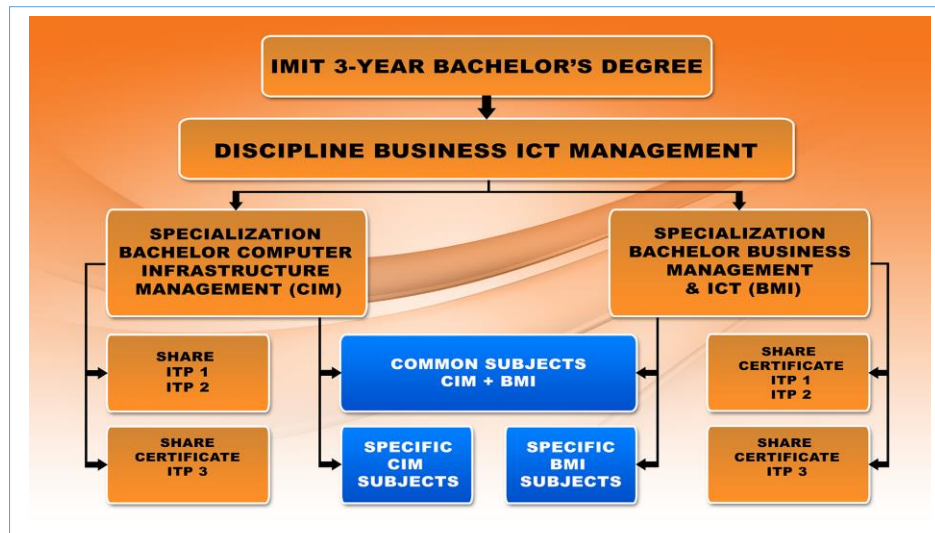 IMIT 3-YEAR BACHELOR'S DEGREE
DISCIPLINE BUSINESS ICT MANAGEMENT
SPECIALIZATION
BACHELOR COMPUTER
INFRASTRUCTURE
MANAGEMENT (CIM)
SPECIALIZATION
BACHELOR BUSINESS
MANAGEMENT
& ICT (BMI)
SHARE
ITP 1
ITP 2
COMMON SUBJECTS
CIM + BMI
SHARE
CERTIFICATE
ITP 1
ITP 2
SHARE
CERTIFICATE
ITP 3
SPECIFIC
CIM
SUBJECTS
SPECIFIC
BMI
SUBJECTS
SHARE
CERTIFICATE
ITP 3